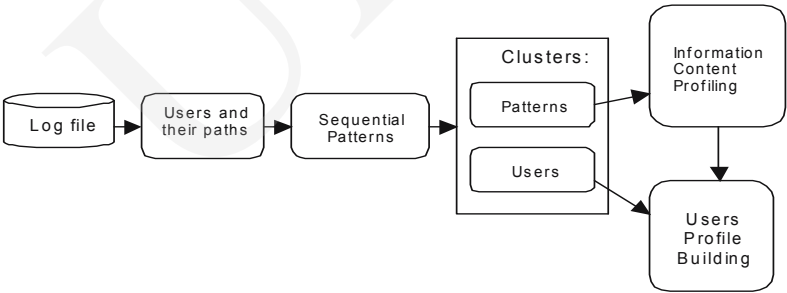 Log file
Users and
their paths
Sequential
Patterns
Clusters:
Patterns
Users
Information
Content
Profiling
Users
Profile
Building